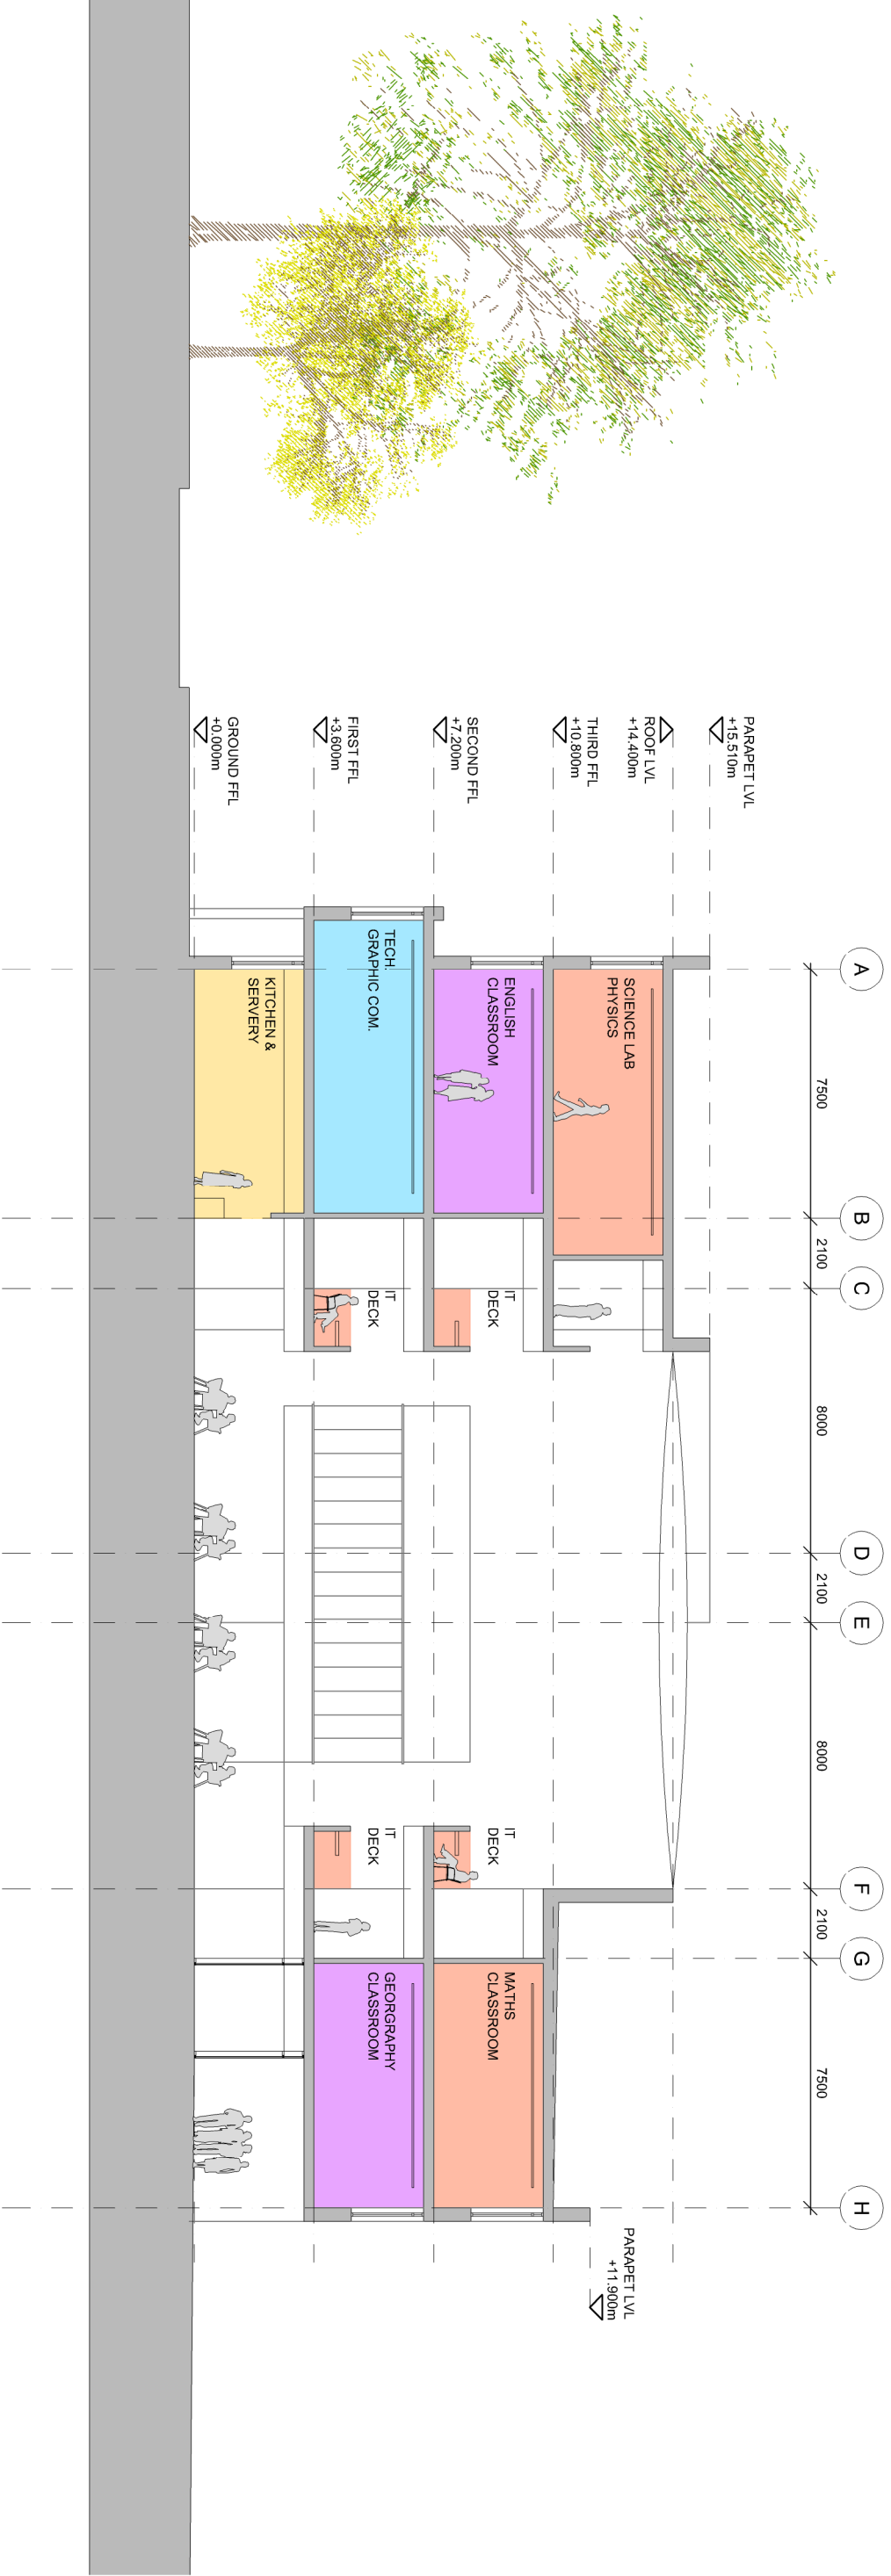 A
B
C
D
E
F
G
H
7500
2100
8000
2100
8000
2100
7500
PARAPET LVL
+15.510m
ROOF LVL
+14.400m
THIRD FFL
+10.800m
SECOND FFL
+7.200m
FIRST FFL
+3.600m
GROUND FFL
+0.000m
PARAPET LVL
+11.900m
SCIENCE LAB
PHYSICS
ENGLISH
CLASSROOM
IT
DECK
IT
DECK
MATHS
CLASSROOM
TECH.
GRAPHIC COM.
IT
DECK
IT
DECK
GEORGRAPHY
CLASSROOM
KITCHEN &
SERVERY